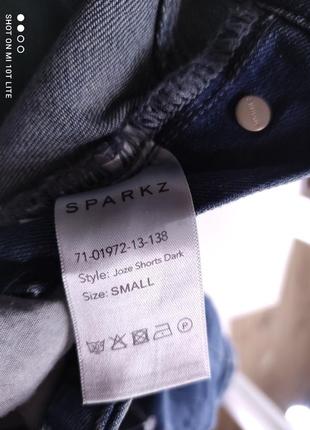 SHOT ON MI 10T LITE
SPARKZ
71-01972-13-138
Style: Joze Shorts Dark
Size: SMALL
P